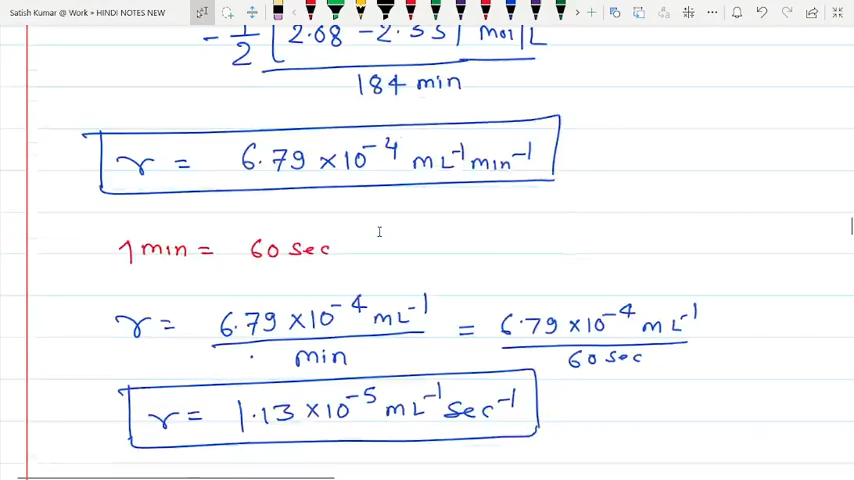 Satish Kumar @ Work » HINDI NOTES NEW
- 1/2 [2.08 - 2.33] mol/L
184 min
r = 6.79 × 10⁻⁴ mL⁻¹ min⁻¹
1 min = 60 sec
r = 6.79 × 10⁻⁴ mL⁻¹ / min = 6.79 × 10⁻⁴ mL⁻¹ / 60 sec
r = 1.13 × 10⁻⁵ mL⁻¹ sec⁻¹